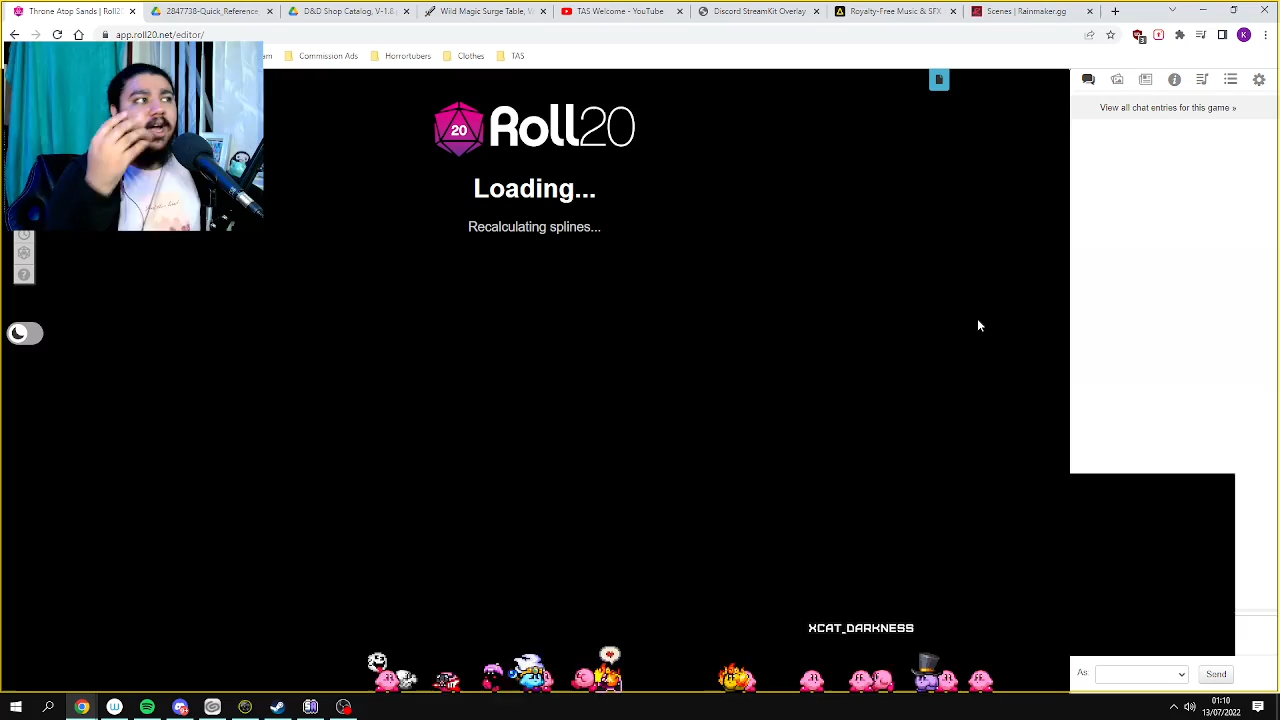 Throne Atop Sands | Roll20
2847738-Quick_Reference
D&D Shop Catalog, V-1.8.
Wild Magic Surge Table, W
TAS Welcome - YouTube
Discord StreamKit Overlay
Royalty-Free Music & SFX
Scenes | Rainmaker.gg
app.roll20.net/editor/
K
Commission Ads
Horrortubers
Clothes
TAS
View all chat entries for this game »
20
Roll20
Loading...
Recalculating splines...
XCAT_DARKNESS
As:
Send
01:10
13/07/2022